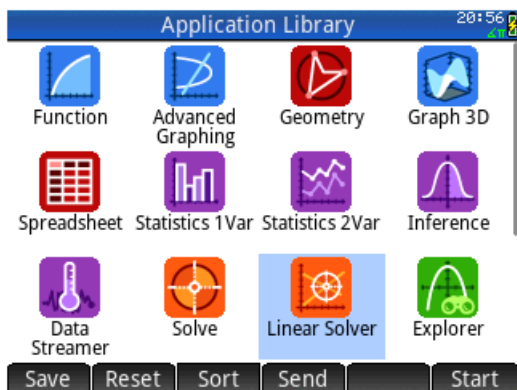 Application Library
20:56
∡π
Function
Advanced
Graphing
Geometry
Graph 3D
Spreadsheet
Statistics 1Var
Statistics 2Var
Inference
Data
Streamer
Solve
Linear Solver
Explorer
Save
Reset
Sort
Send
Start